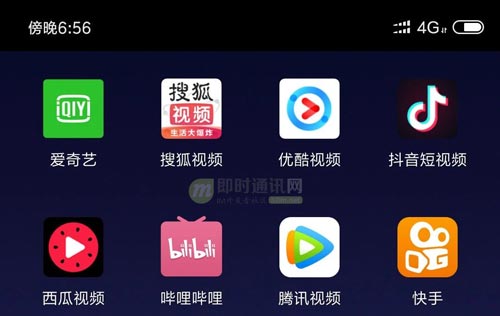 傍晚6:56
4G
iQIY
搜狐
视频
生活大爆炸
爱奇艺
搜狐视频
优酷视频
抖音短视频
即时通讯网
52im.net
西瓜视频
bilibili
哔哩哔哩
腾讯视频
快手